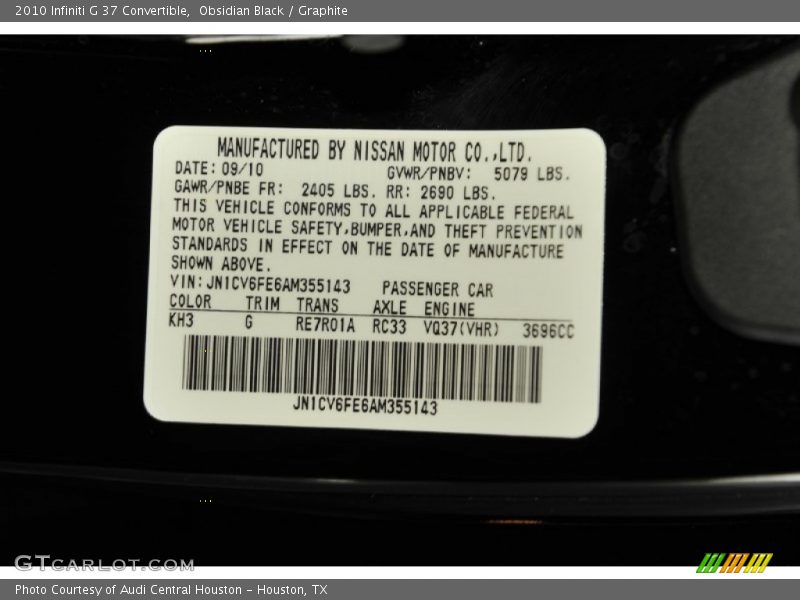 2010 Infiniti G 37 Convertible,  Obsidian Black / Graphite
MANUFACTURED BY NISSAN MOTOR CO.,LTD.
DATE: 09/10 GVWR/PNBV: 5079 LBS.
GAWR/PNBE FR: 2405 LBS. RR: 2690 LBS.
THIS VEHICLE CONFORMS TO ALL APPLICABLE FEDERAL
MOTOR VEHICLE SAFETY,BUMPER,AND THEFT PREVENTION
STANDARDS IN EFFECT ON THE DATE OF MANUFACTURE
SHOWN ABOVE.
VIN: JN1CV6FE6AM355143 PASSENGER CAR
COLOR TRIM TRANS AXLE ENGINE
KH3 G RE7R01A RC33 VQ37(VHR) 3696CC
JN1CV6FE6AM355143
GTCARLOT.COM
Photo Courtesy of Audi Central Houston - Houston, TX